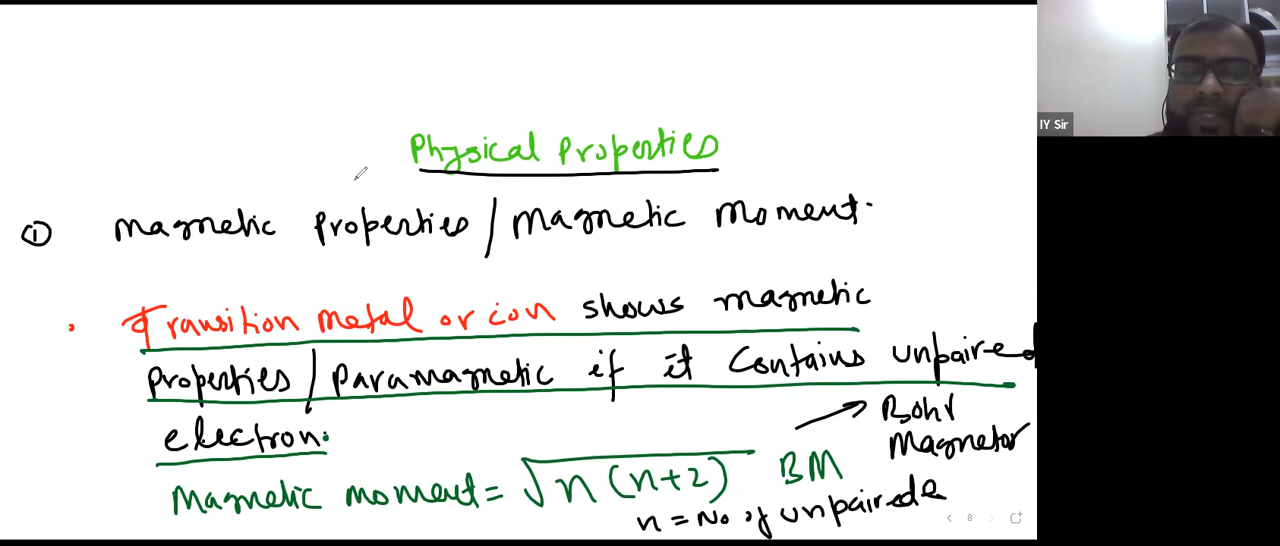 IY Sir
Physical Properties
① Magnetic Properties / Magnetic Moment.
Transition metal or ion shows magnetic
properties / paramagnetic if it contains unpaired
electron.
Magnetic moment = √n(n+2) BM
Bohr
Magneton
n = No of unpaired e
8